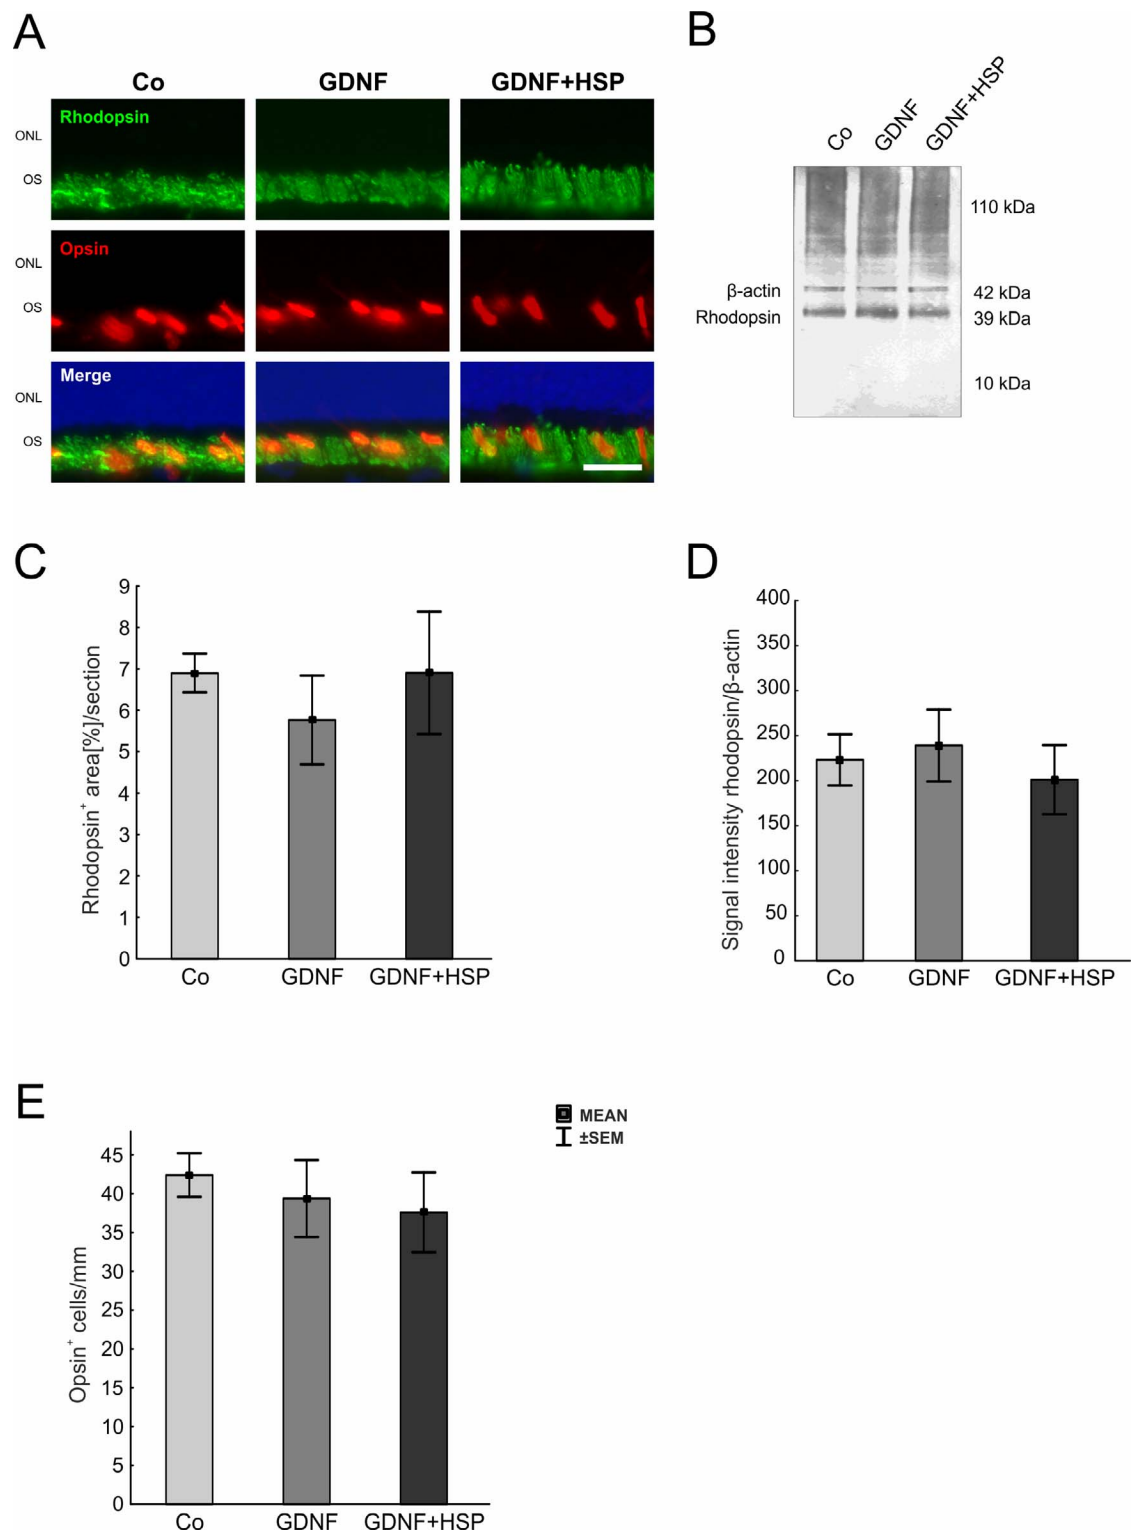 A
Co GDNF GDNF+HSP
Rhodopsin
ONL
OS
Opsin
ONL
OS
Merge
ONL
OS
B
Co GDNF GDNF+HSP
110 kDa
β-actin 42 kDa
Rhodopsin 39 kDa
10 kDa
C
Rhodopsin⁺ area[%]/section
9
8
7
6
5
4
3
2
1
0
Co GDNF GDNF+HSP
D
Signal intensity rhodopsin/β-actin
400
350
300
250
200
150
100
50
0
Co GDNF GDNF+HSP
E
MEAN
±SEM
Opsin⁺ cells/mm
45
40
35
30
25
20
15
10
5
0
Co GDNF GDNF+HSP